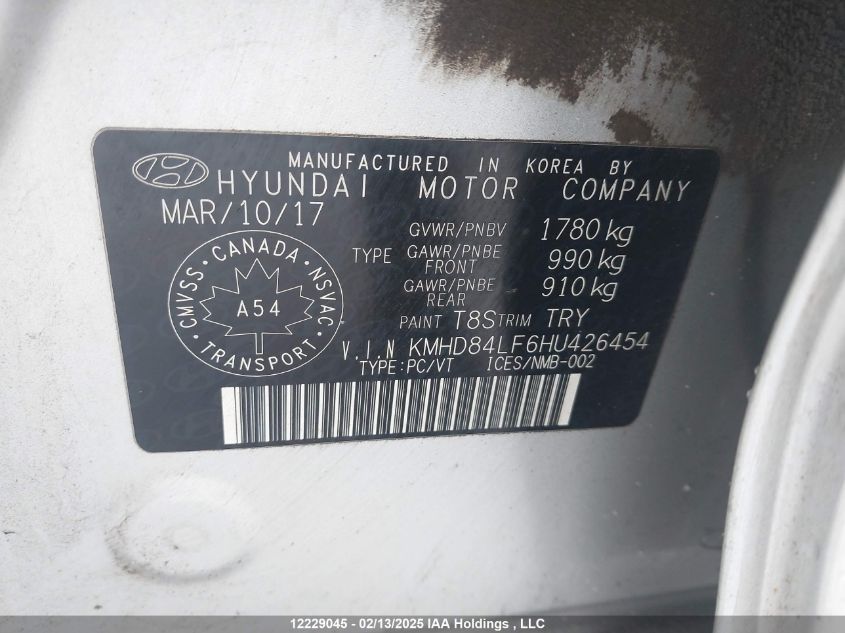 MANUFACTURED IN KOREA BY
HYUNDAI MOTOR COMPANY
MAR/10/17
GVWR/PNBV 1780 kg
TYPE GAWR/PNBE FRONT 990 kg
GAWR/PNBE REAR 910 kg
PAINT T8S TRIM TRY
CMVSS · CANADA · NSVAC
A54
TRANSPORT
V.I.N KMHD84LF6HU426454
TYPE:PC/VT ICES/NMB-002
12229045 - 02/13/2025 IAA Holdings , LLC